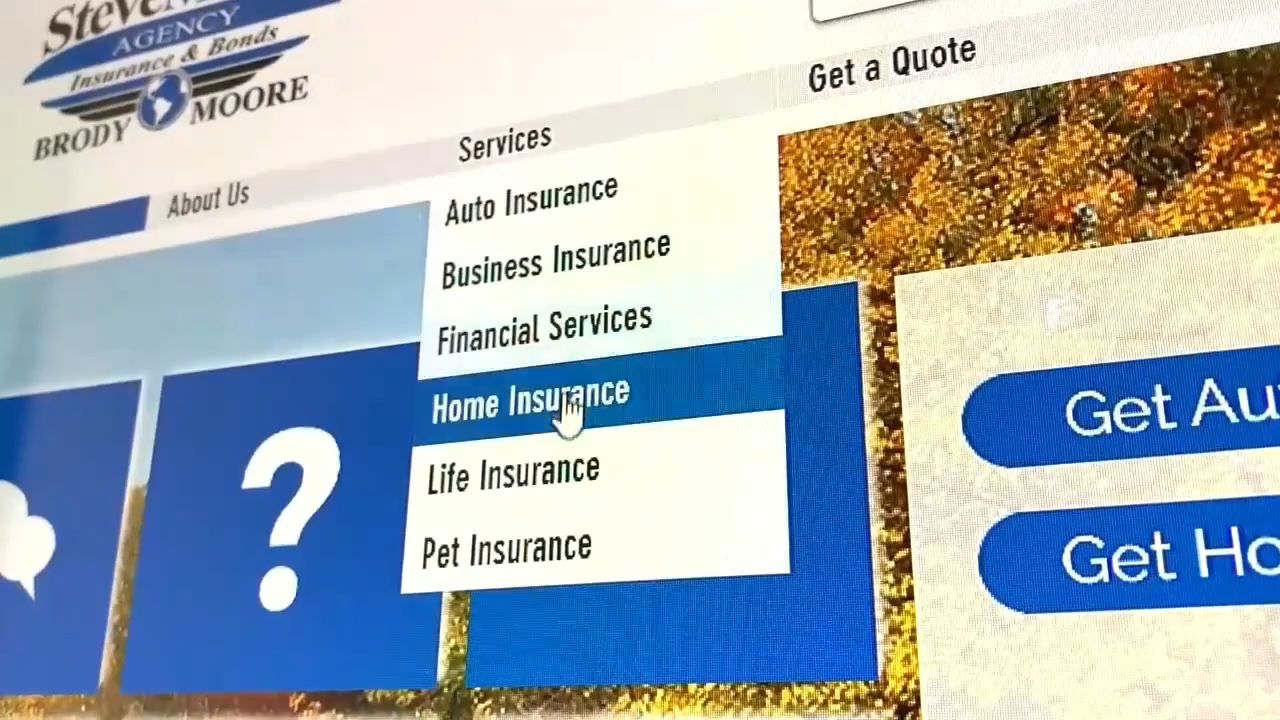 AGENCY
Insurance & Bonds
BRODY MOORE
Get a Quote
Services
About Us
Auto Insurance
Business Insurance
Financial Services
Home Insurance
Life Insurance
Pet Insurance
?
Get Au
Get Ho